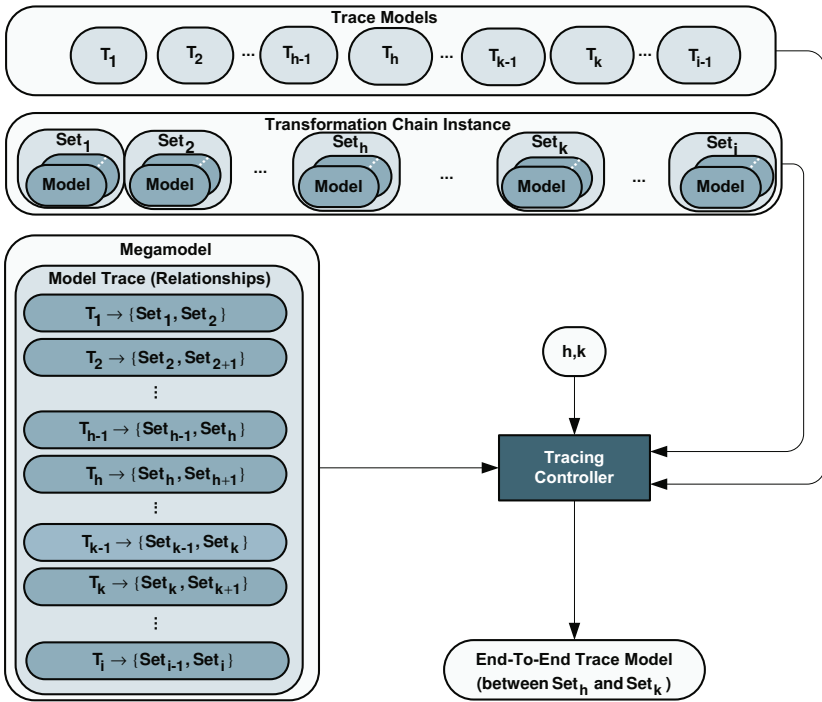 Trace Models
T1 T2 ... Th-1 Th ... Tk-1 Tk ... Ti-1
Transformation Chain Instance
Set1 Set2 Seth Setk Seti
Model Model ... Model ... Model ... Model
Megamodel
Model Trace (Relationships)
T1 → {Set1, Set2}
T2 → {Set2, Set2+1}
⋮
Th-1 → {Seth-1, Seth}
Th → {Seth, Seth+1}
⋮
Tk-1 → {Setk-1, Setk}
Tk → {Setk, Setk+1}
⋮
Ti → {Seti-1, Seti}
h,k
Tracing
Controller
End-To-End Trace Model
(between Seth and Setk)